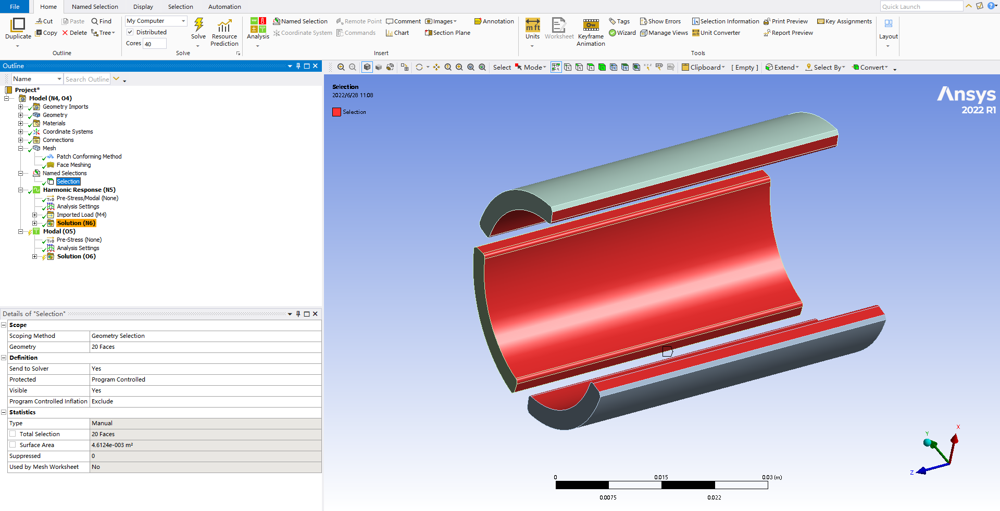 File Home Named Selection Display Selection Automation Quick Launch
Duplicate Cut Copy Paste Delete Find Tree Outline
My Computer Distributed Cores 40 Solve Resource Prediction Solve
Analysis Named Selection Coordinate System Remote Point Commands Comment Chart Images Section Plane Annotation Insert
Units Worksheet Keyframe Animation Tags Wizard Show Errors Manage Views Selection Information Unit Converter Print Preview Report Preview Key Assignments Tools
Layout
Outline
Name Search Outline
Project*
Model (N4, O4)
Geometry Imports
Geometry
Materials
Coordinate Systems
Connections
Mesh
Patch Conforming Method
Face Meshing
Named Selections
Selection
Harmonic Response (N5)
Pre-Stress/Modal (None)
Analysis Settings
Imported Load (M4)
Solution (N6)
Modal (O5)
Pre-Stress (None)
Analysis Settings
Solution (O6)
Details of "Selection"
Scope
Scoping Method Geometry Selection
Geometry 20 Faces
Definition
Send to Solver Yes
Protected Program Controlled
Visible Yes
Program Controlled Inflation Exclude
Statistics
Type Manual
Total Selection 20 Faces
Surface Area 4.6124e-003 m²
Suppressed 0
Used by Mesh Worksheet No
Select Mode Clipboard [ Empty ] Extend Select By Convert
Selection
2022/6/28 11:08
Selection
Ansys
2022 R1
X
Y
Z
0 0.015 0.03 (m)
0.0075 0.022